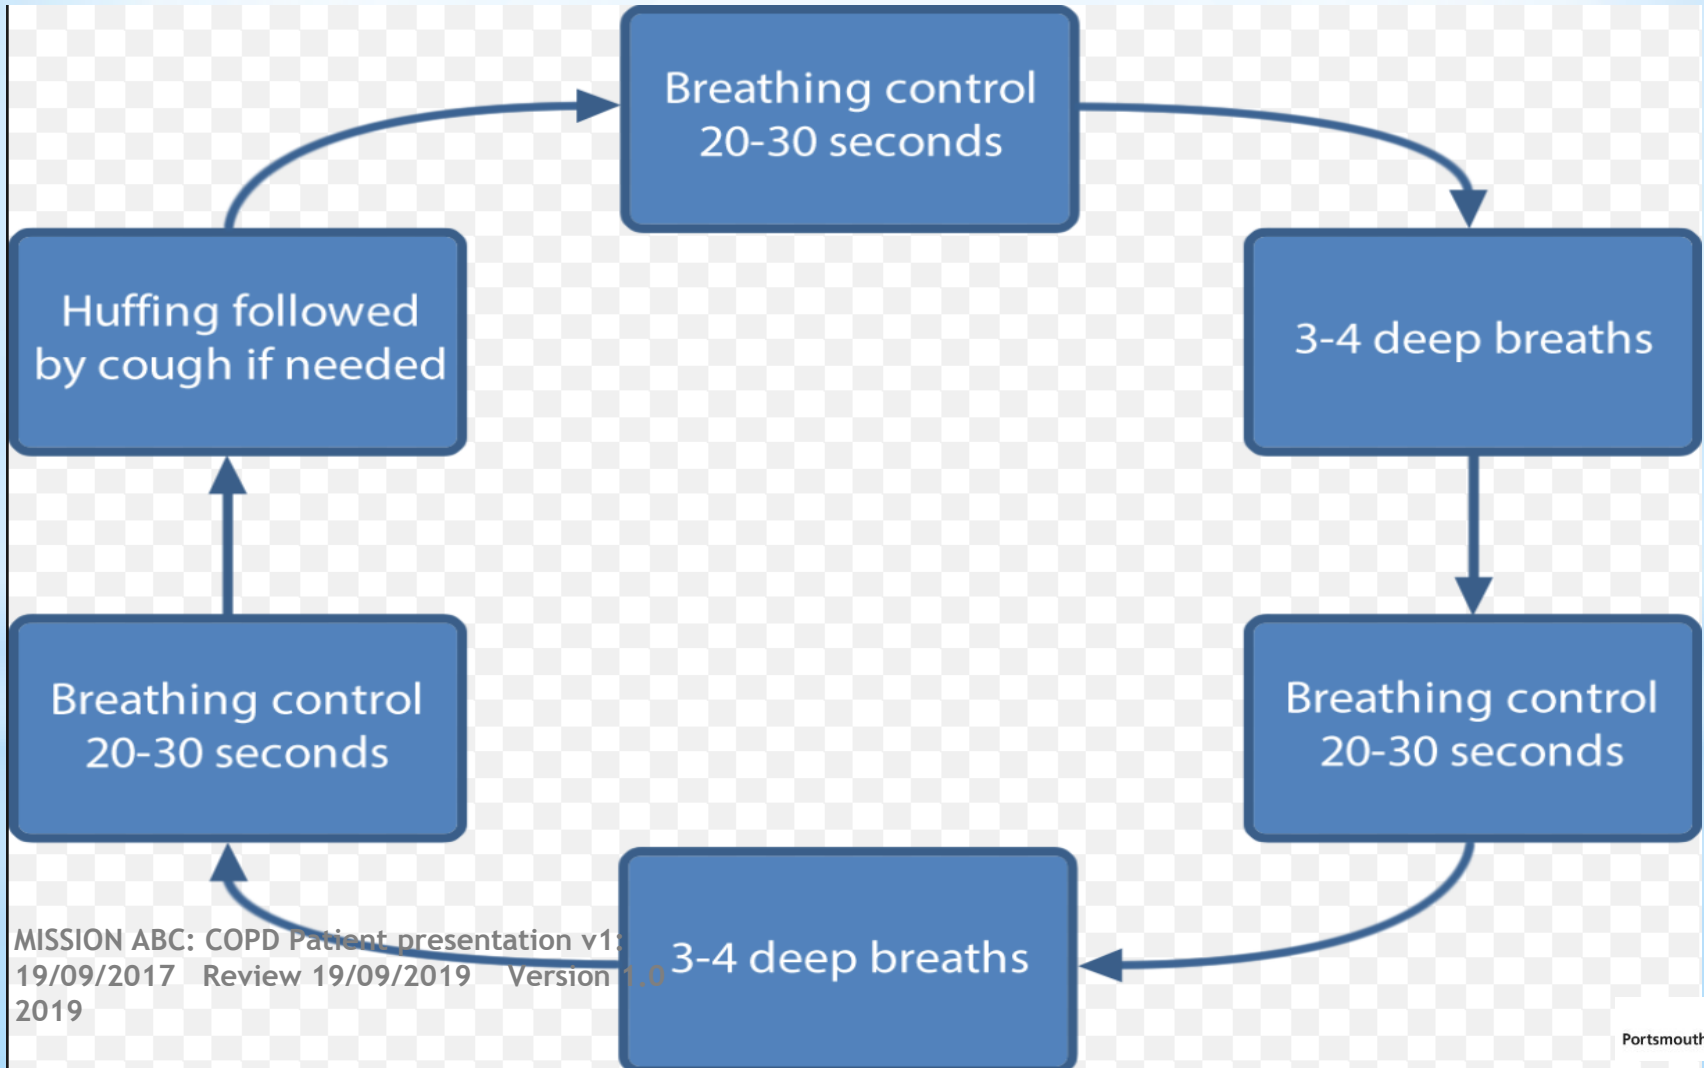 Breathing control
20-30 seconds
3-4 deep breaths
Breathing control
20-30 seconds
3-4 deep breaths
Breathing control
20-30 seconds
Huffing followed
by cough if needed
MISSION ABC: COPD Patient presentation v1:
19/09/2017 Review 19/09/2019 Version 1.0
2019
Portsmouth